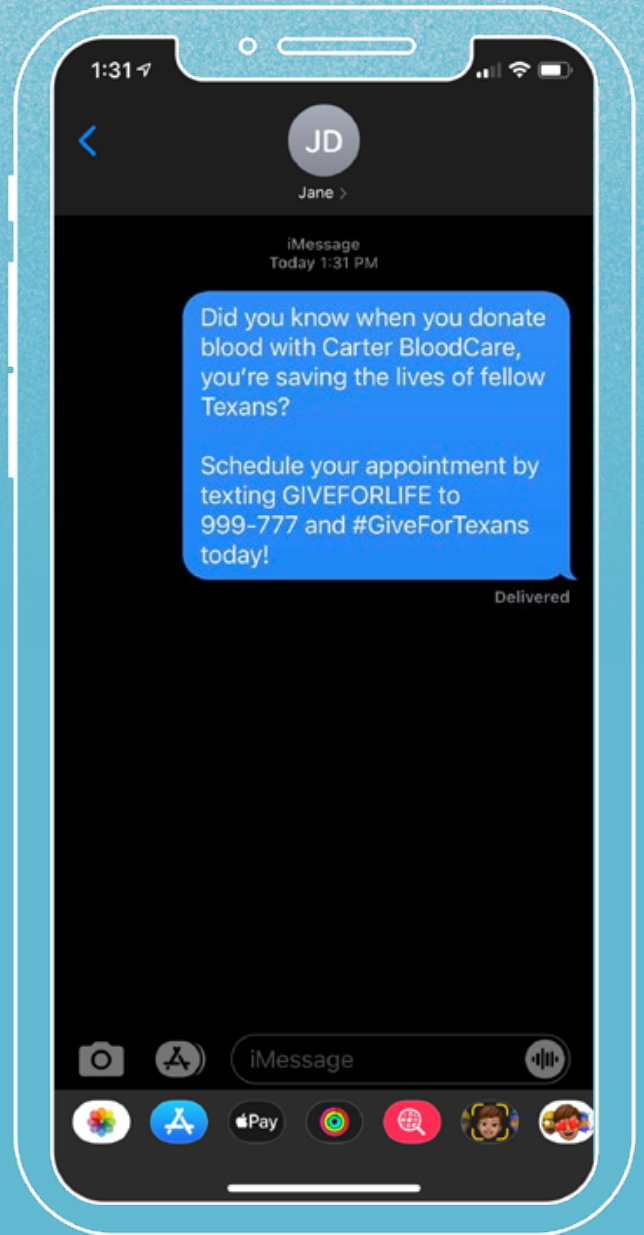 1:31
JD
Jane >
iMessage
Today 1:31 PM
Did you know when you donate
blood with Carter BloodCare,
you're saving the lives of fellow
Texans?
Schedule your appointment by
texting GIVEFORLIFE to
999-777 and #GiveForTexans
today!
Delivered
iMessage
Pay